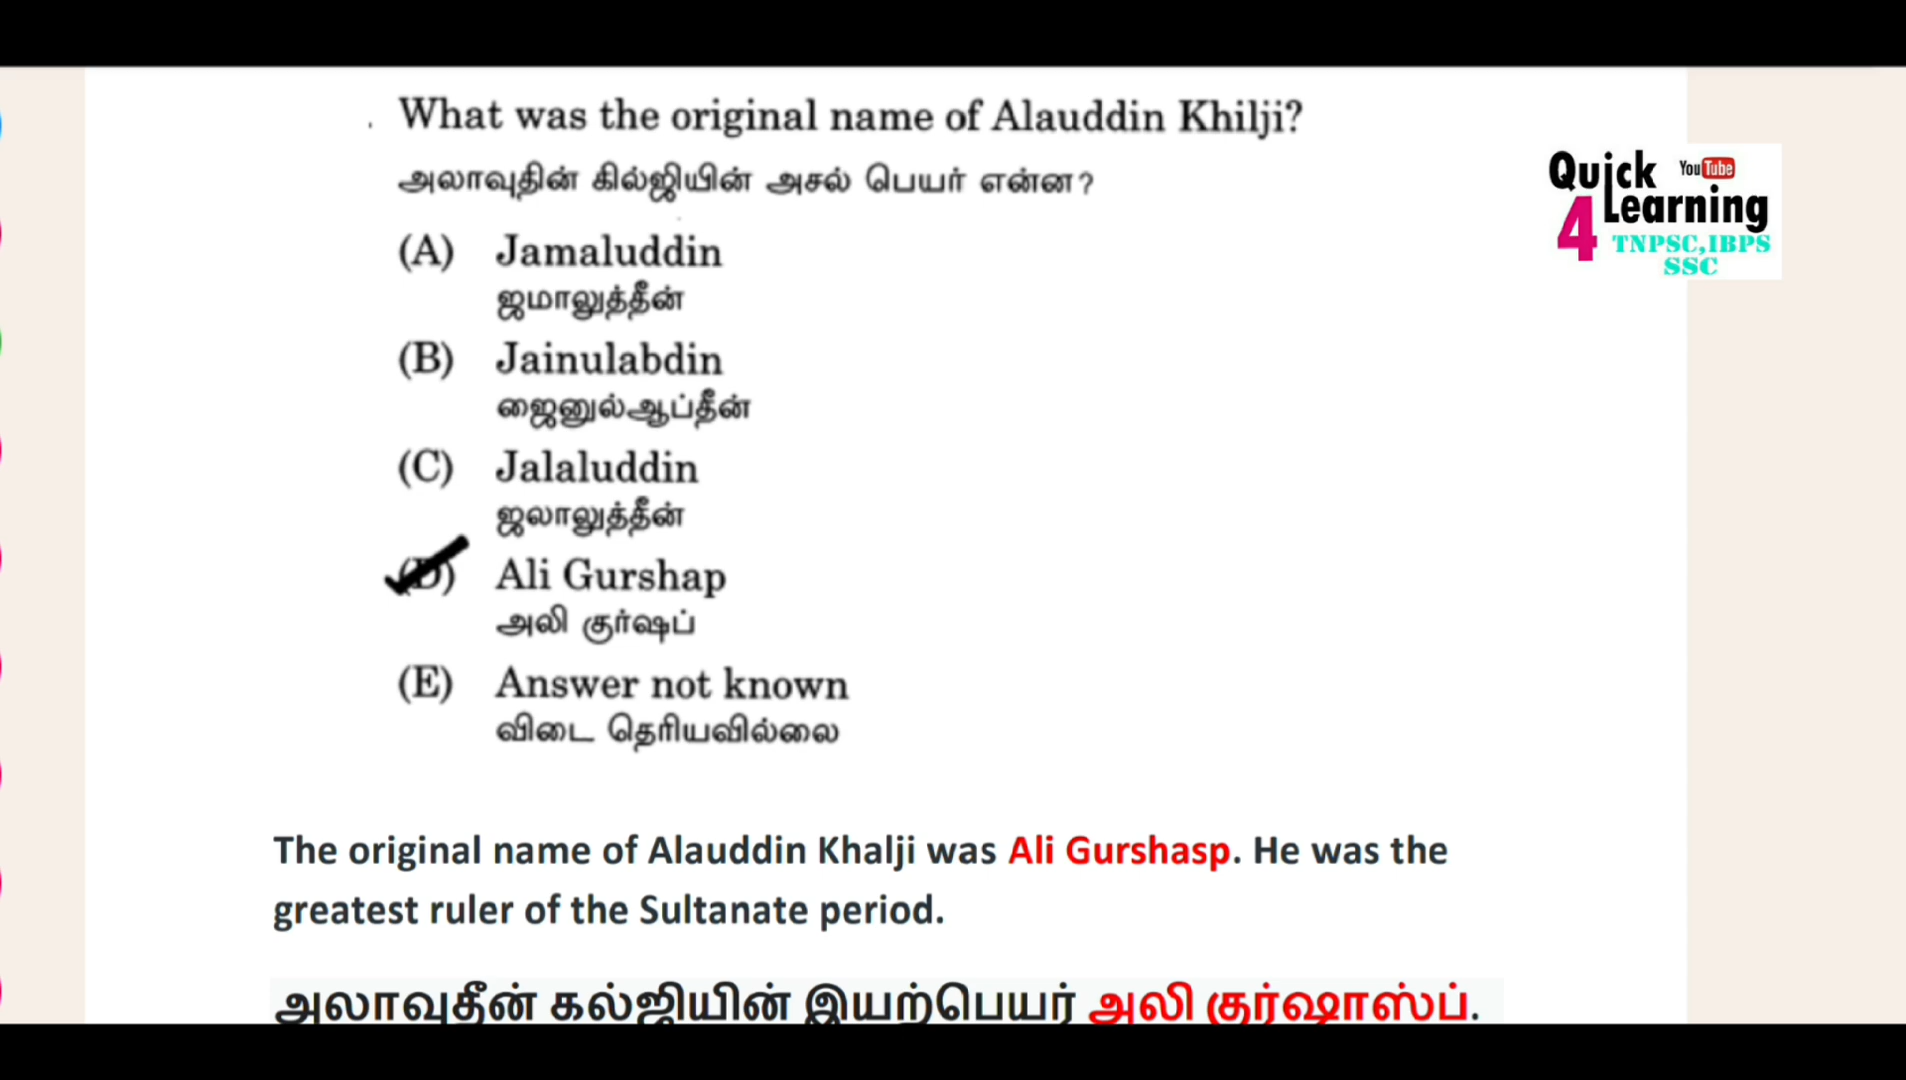 What was the original name of Alauddin Khilji?
அலாவுதின் கில்ஜியின் அசல் பெயர் என்ன?
(A) Jamaluddin
ஜமாலுத்தீன்
(B) Jainulabdin
ஜைனுல்ஆப்தீன்
(C) Jalaluddin
ஜலாலுத்தீன்
(D) Ali Gurshap
அலி குர்ஷப்
(E) Answer not known
விடை தெரியவில்லை
The original name of Alauddin Khalji was Ali Gurshasp. He was the
greatest ruler of the Sultanate period.
அலாவுதீன் கல்ஜியின் இயற்பெயர் அலி குர்ஷாஸ்ப்.
Quick YouTube
4 Learning
TNPSC,IBPS
SSC